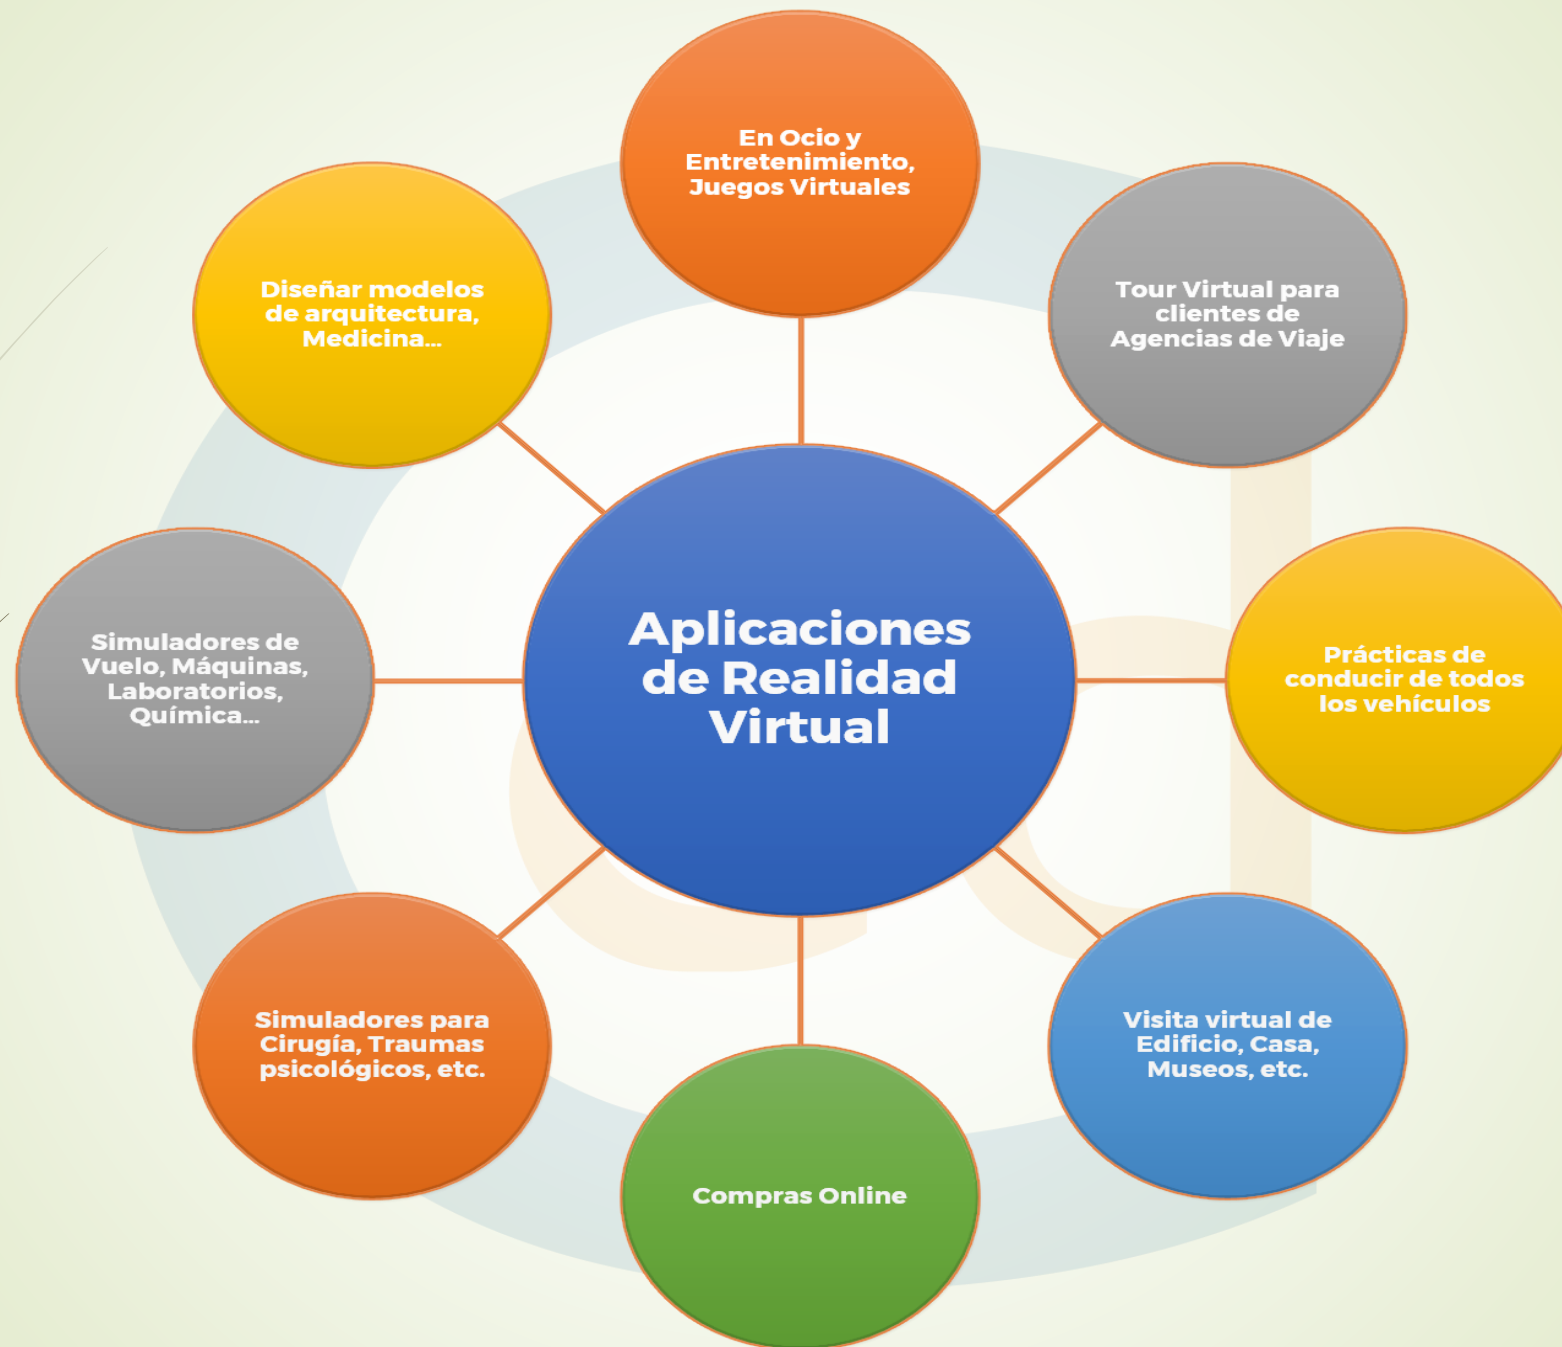 En Ocio y
Entretenimiento,
Juegos Virtuales
Tour Virtual para
clientes de
Agencias de Viaje
Prácticas de
conducir de todos
los vehículos
Visita virtual de
Edificio, Casa,
Museos, etc.
Compras Online
Simuladores para
Cirugía, Traumas
psicológicos, etc.
Simuladores de
Vuelo, Máquinas,
Laboratorios,
Química...
Diseñar modelos
de arquitectura,
Medicina...
Aplicaciones
de Realidad
Virtual